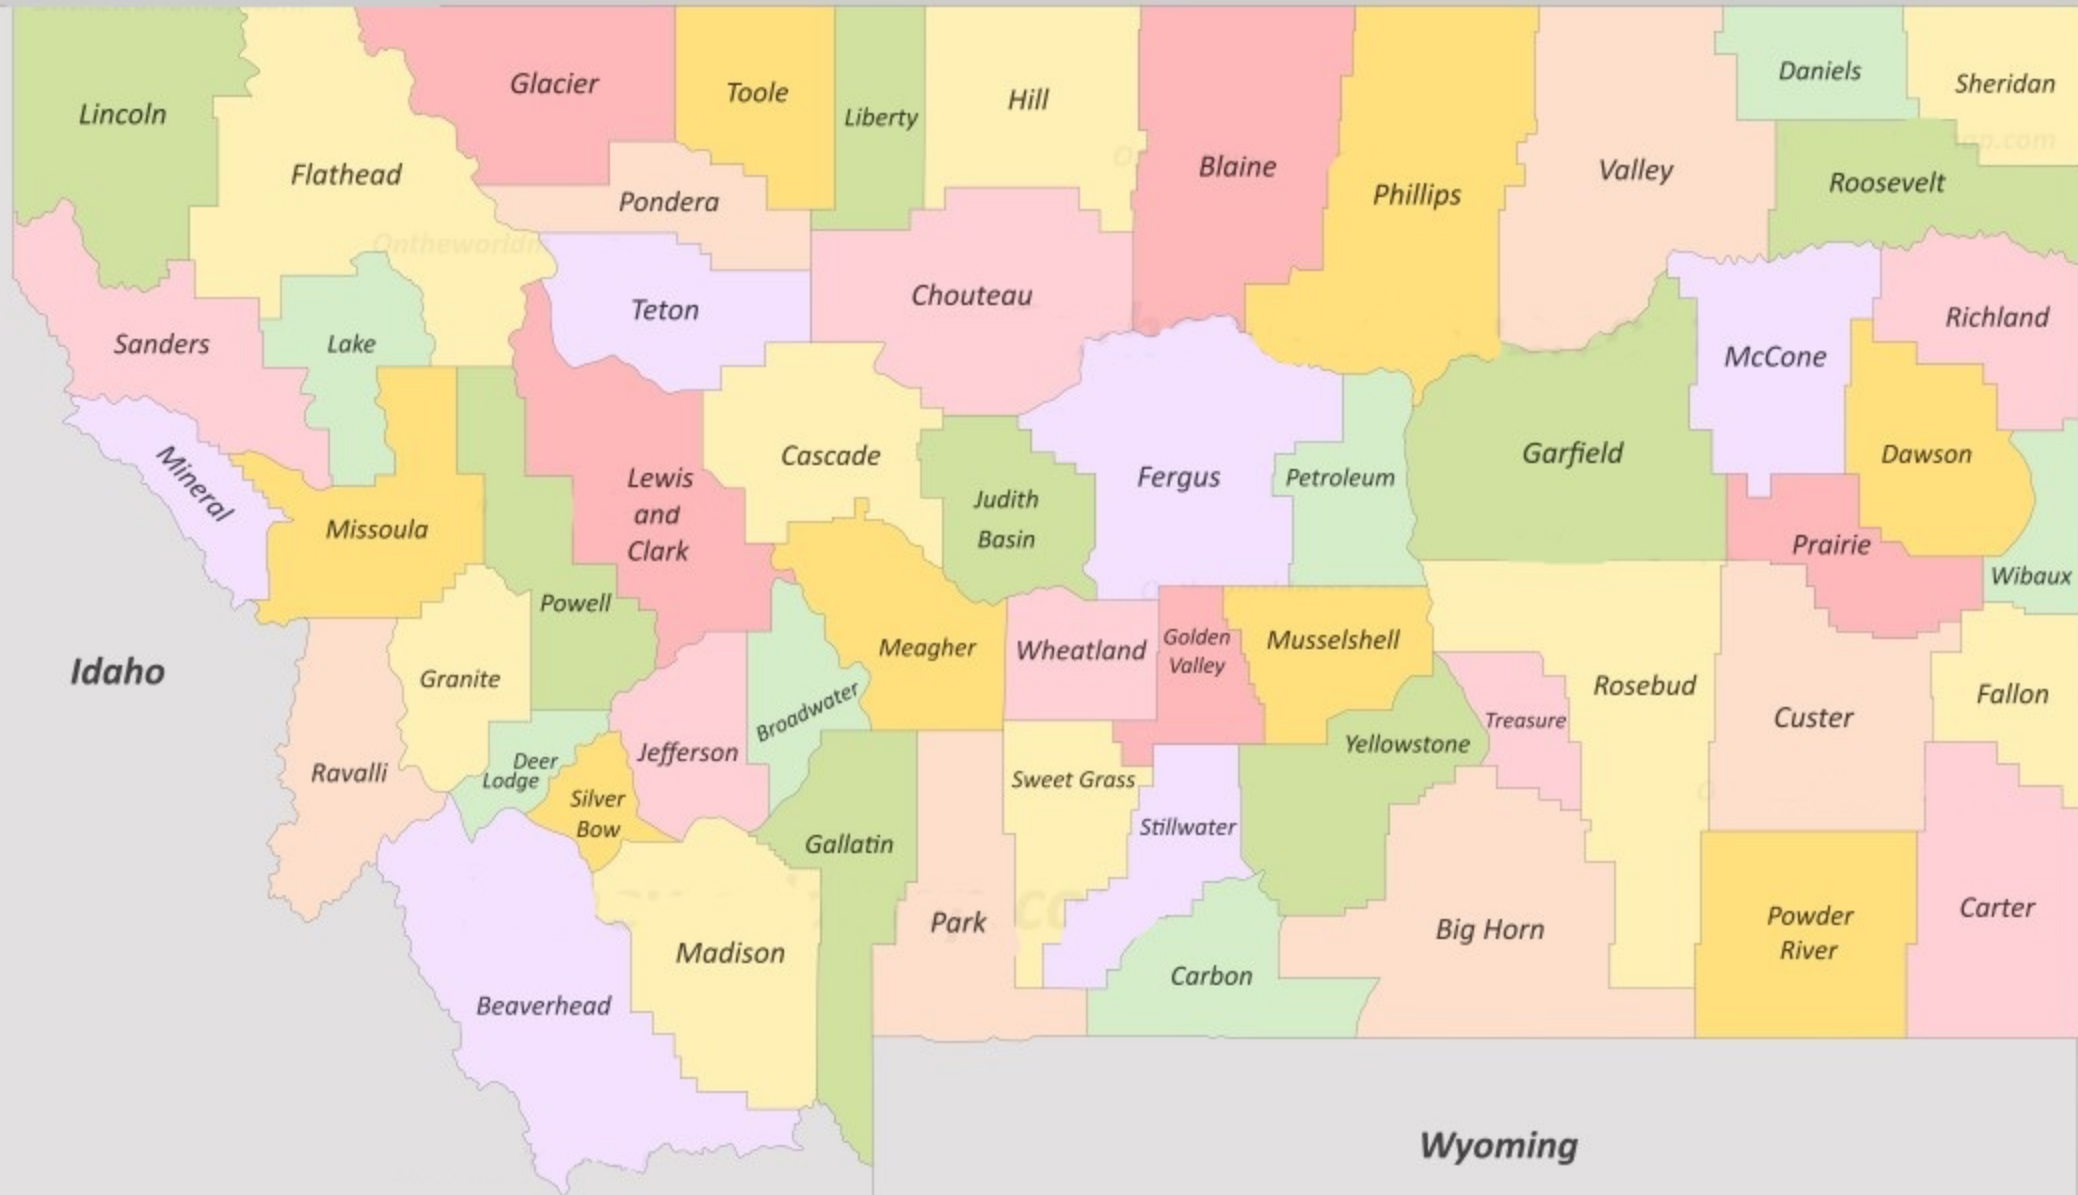 Lincoln
Flathead
Glacier
Toole
Liberty
Hill
Blaine
Phillips
Valley
Daniels
Sheridan
Roosevelt
Pondera
Teton
Chouteau
Sanders
Lake
McCone
Richland
Mineral
Missoula
Powell
Lewis
and
Clark
Cascade
Judith
Basin
Fergus
Petroleum
Garfield
Dawson
Prairie
Wibaux
Idaho
Ravalli
Granite
Deer
Lodge
Silver
Bow
Jefferson
Broadwater
Meagher
Wheatland
Golden
Valley
Musselshell
Yellowstone
Treasure
Rosebud
Custer
Fallon
Sweet Grass
Stillwater
Gallatin
Madison
Beaverhead
Park
Carbon
Big Horn
Powder
River
Carter
Wyoming